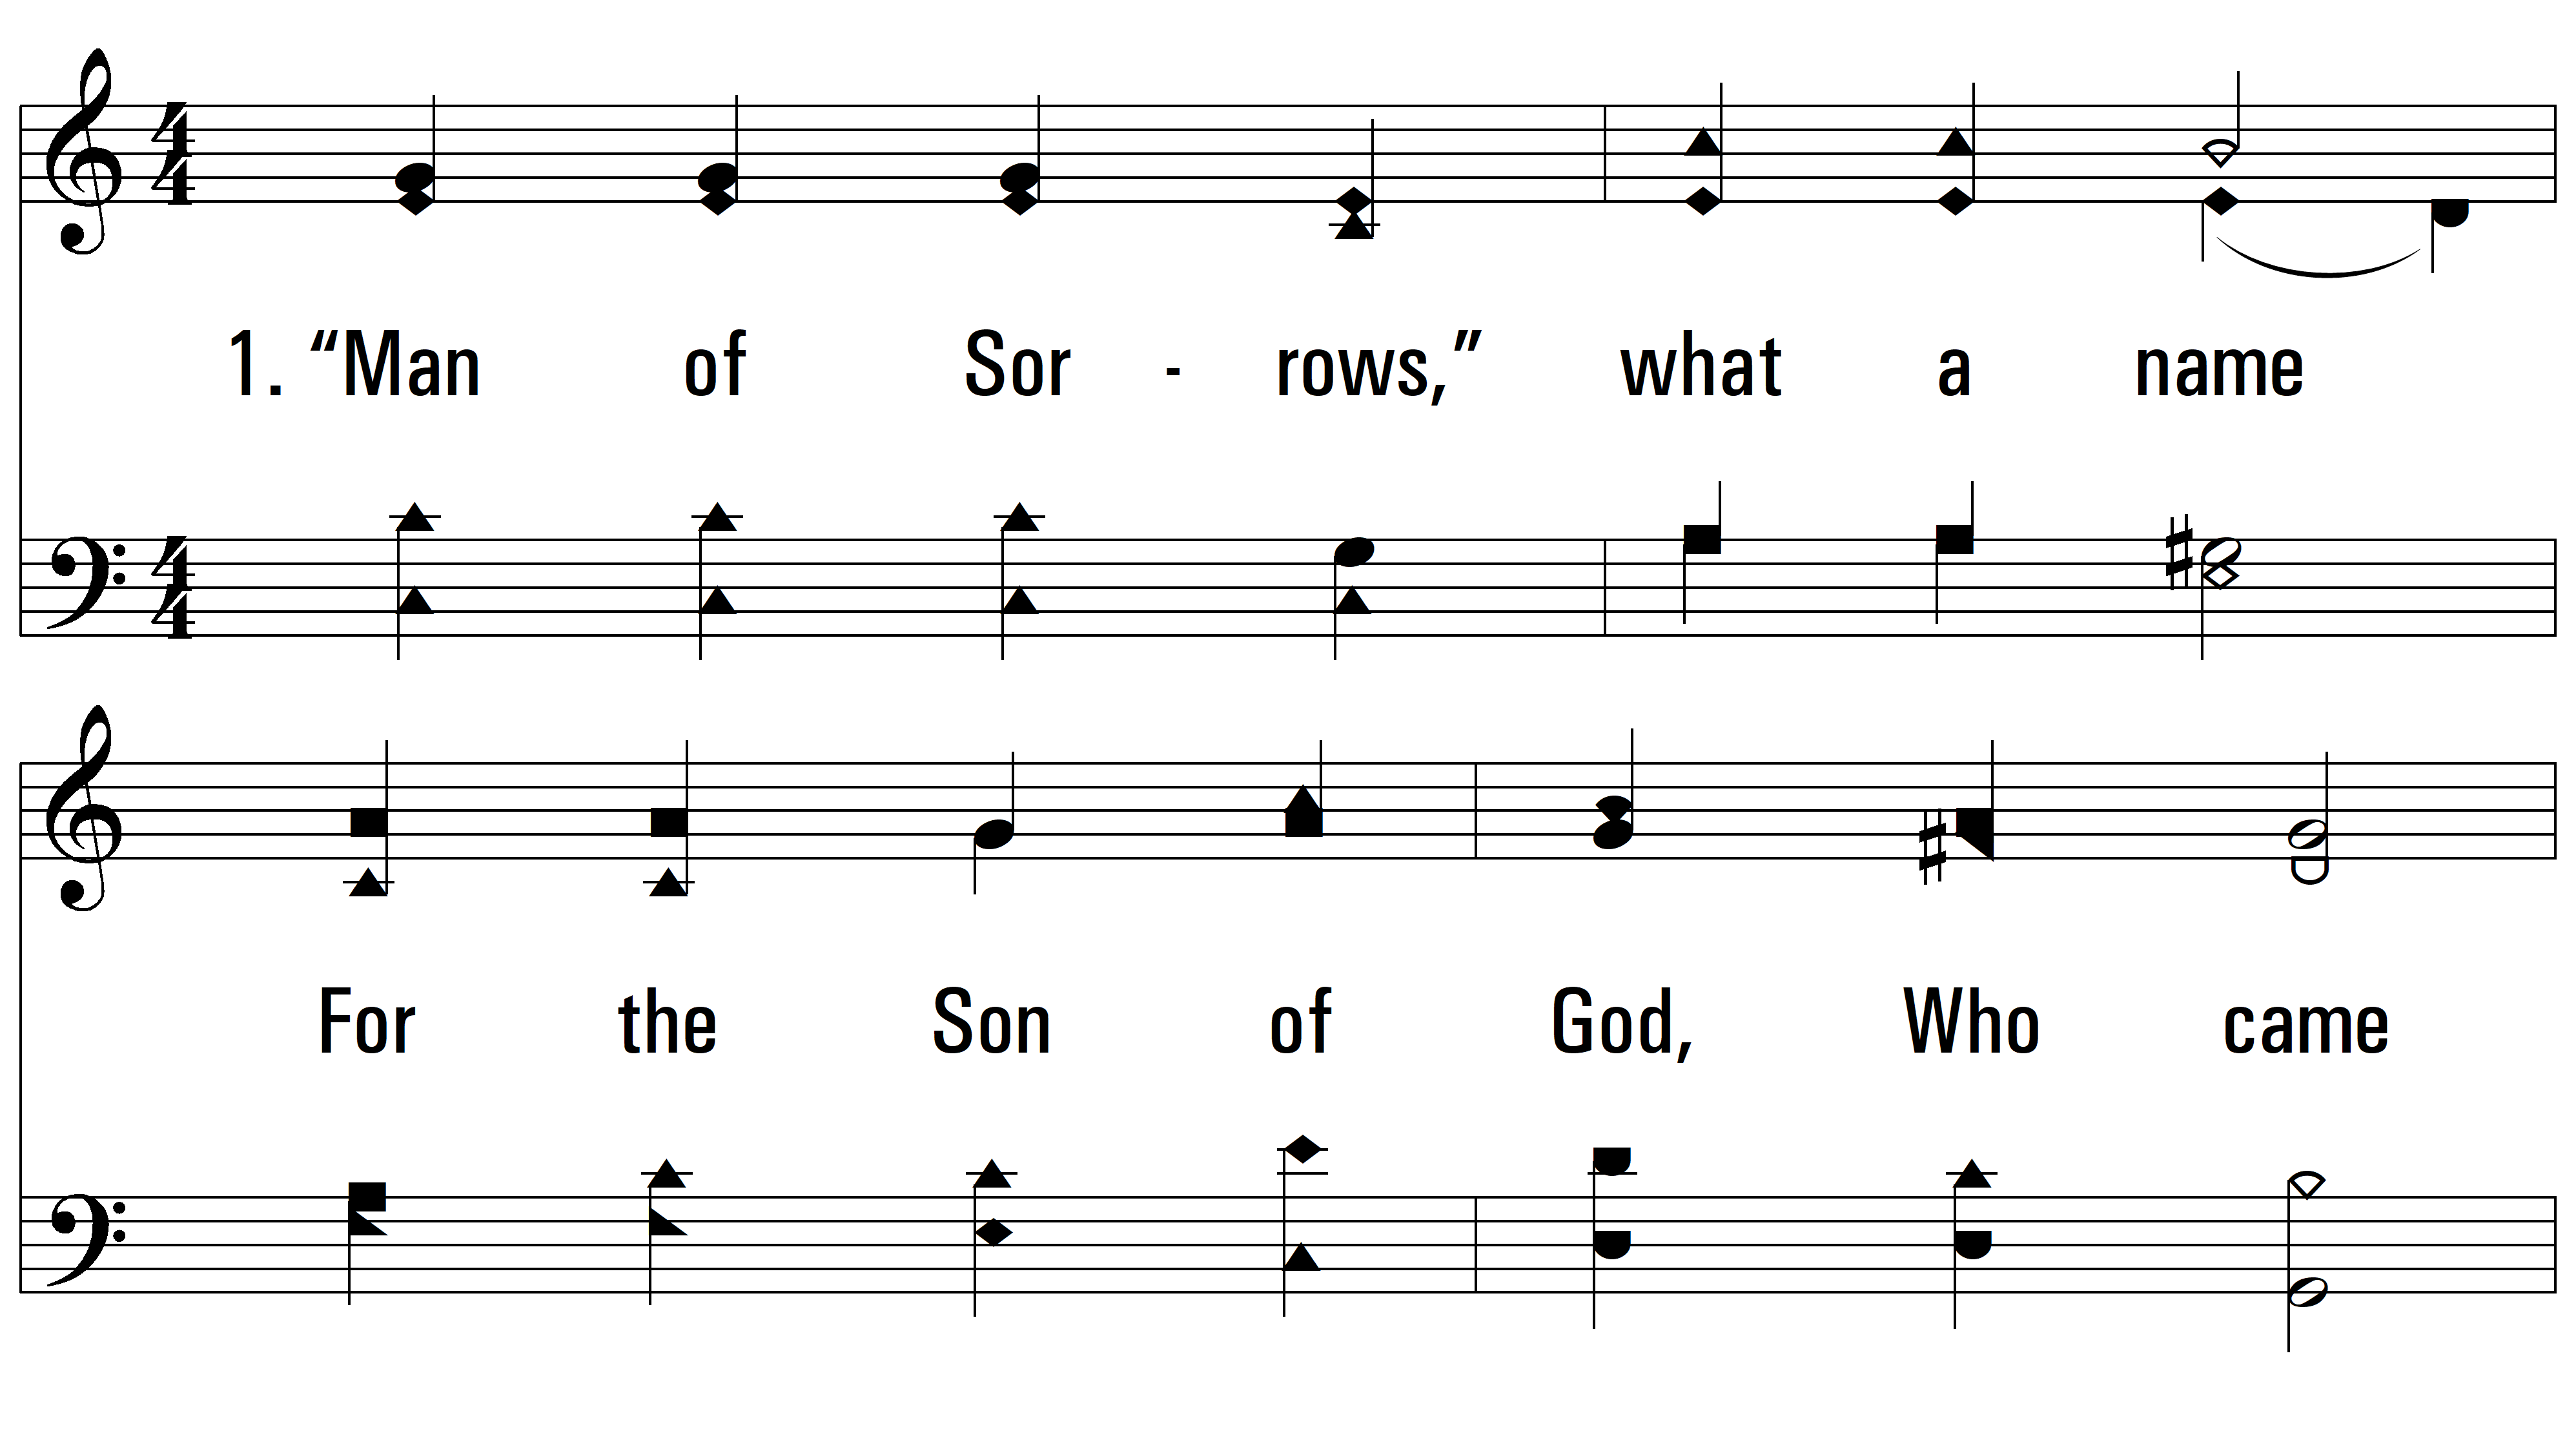 1. “Man of Sor - rows,” what a name
For the Son of God, Who came